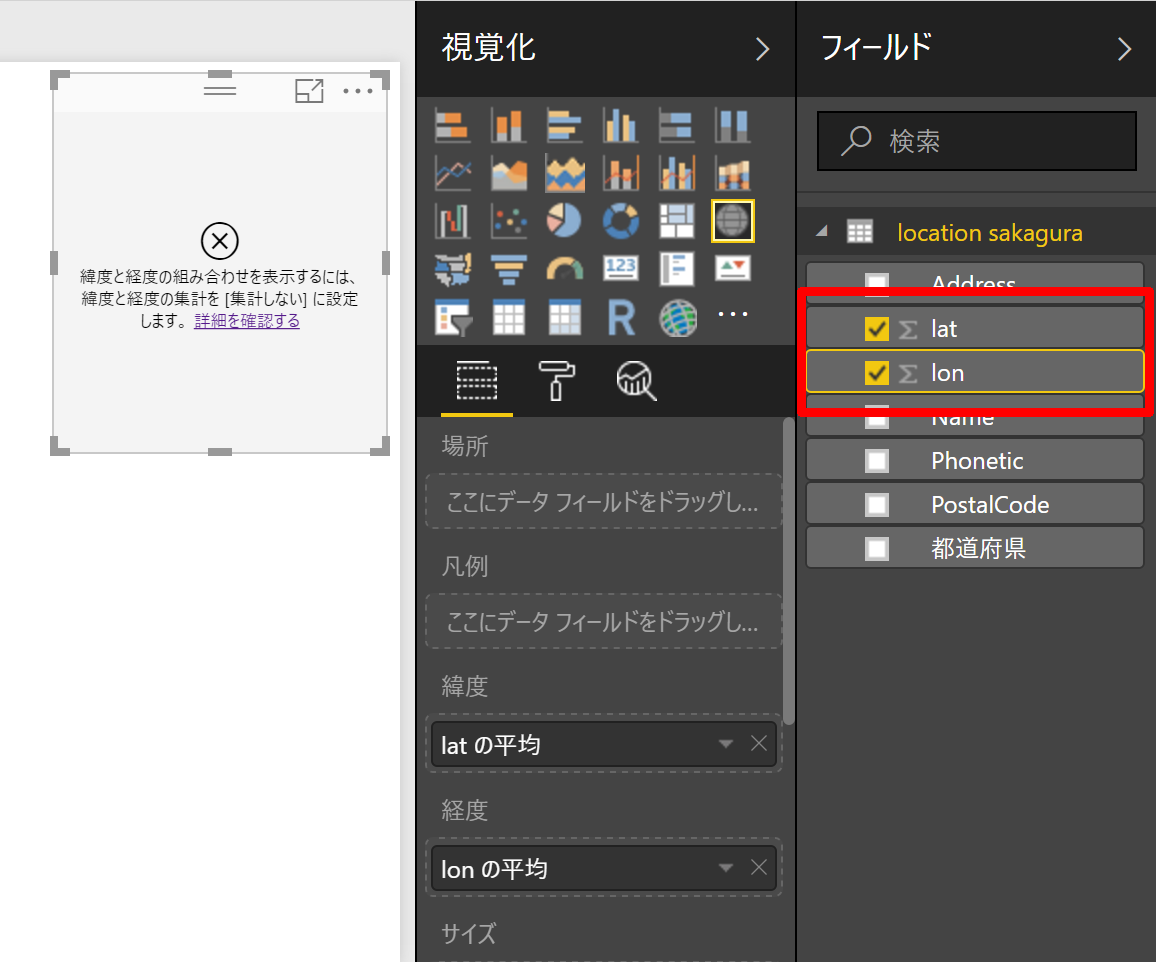 緯度と経度の組み合わせを表示するには、
緯度と経度の集計を [集計しない] に設定
します。 詳細を確認する
視覚化
123
R
場所
ここにデータ フィールドをドラッグし...
凡例
ここにデータ フィールドをドラッグし...
緯度
lat の平均
経度
lon の平均
サイズ
フィールド
検索
location sakagura
Address
Σ lat
Σ lon
Name
Phonetic
PostalCode
都道府県